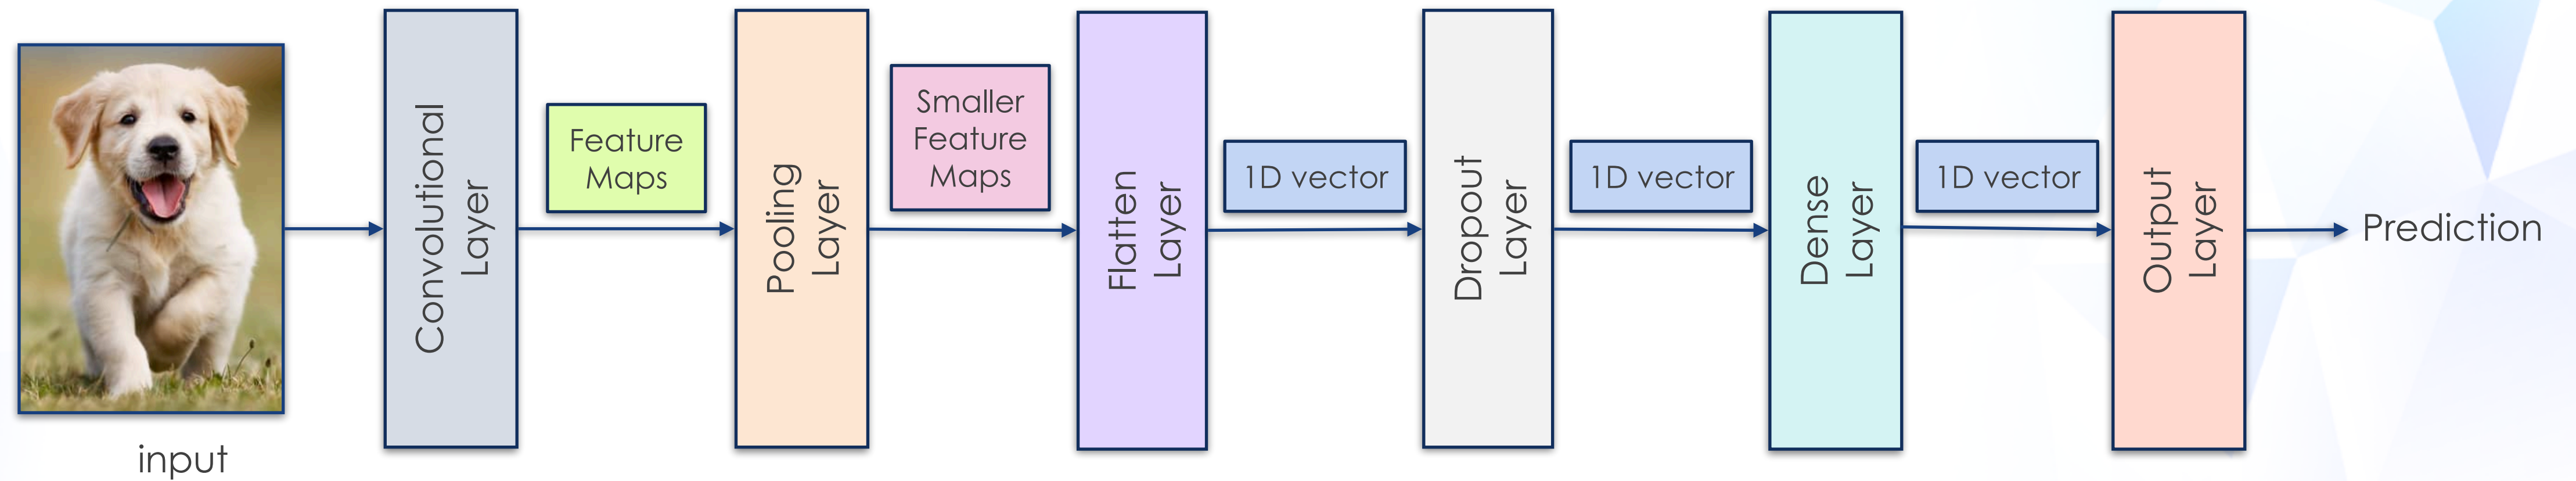 input
Convolutional
Layer
Feature
Maps
Pooling
Layer
Smaller
Feature
Maps
Flatten
Layer
1D vector
Dropout
Layer
1D vector
Dense
Layer
1D vector
Output
Layer
Prediction